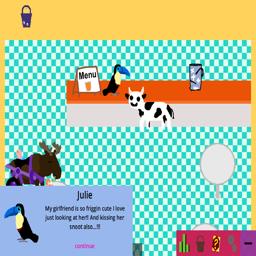 Menu
Julie
My girlfriend is so friggin cute I love
just looking at her!! And kissing her
snoot also...!!!
continue